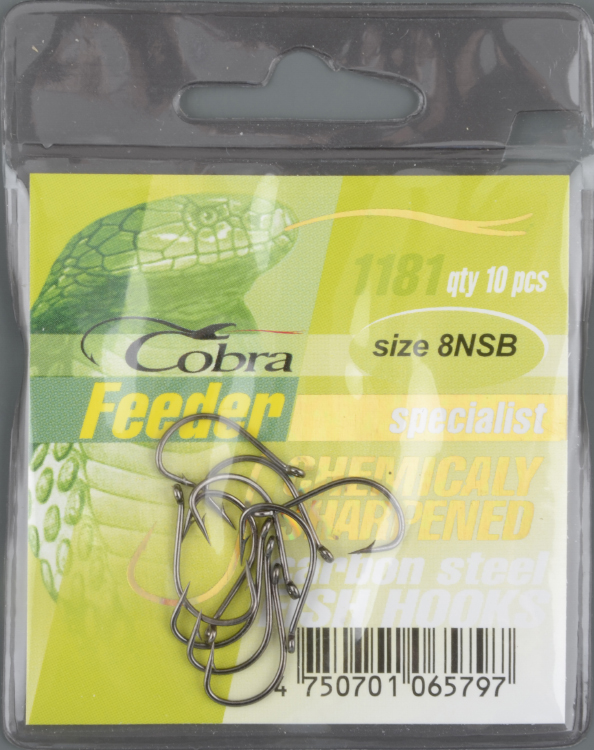 1181 qty 10 pcs
Cobra
size 8NSB
Feeder specialist
CHEMICALY
SHARPENED
carbon steel
FISH HOOKS
4 750701 065797